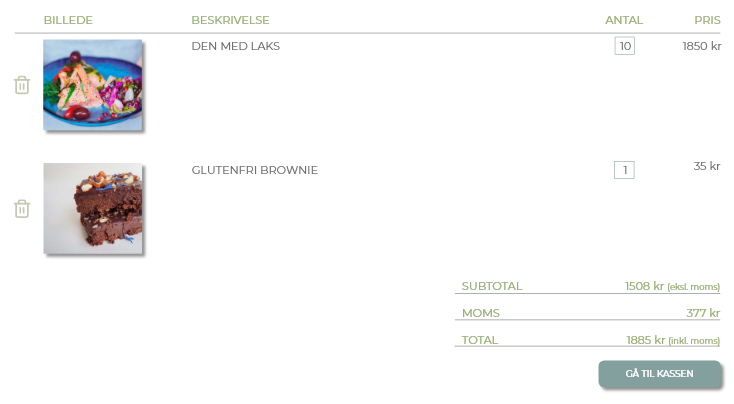 BILLEDE BESKRIVELSE ANTAL PRIS
DEN MED LAKS 10 1850 kr
GLUTENFRI BROWNIE 1 35 kr
SUBTOTAL 1508 kr (eksl. moms)
MOMS 377 kr
TOTAL 1885 kr (inkl. moms)
GÅ TIL KASSEN